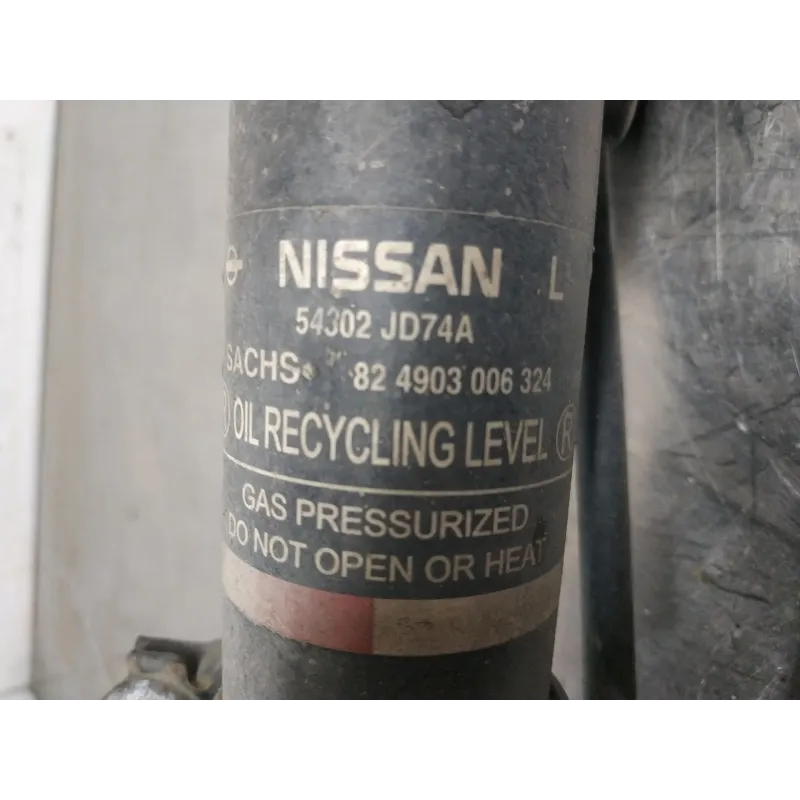 NISSAN L
54302 JD74A
SACHS 82 4903 006 324
® OIL RECYCLING LEVEL ®
GAS PRESSURIZED
DO NOT OPEN OR HEAT